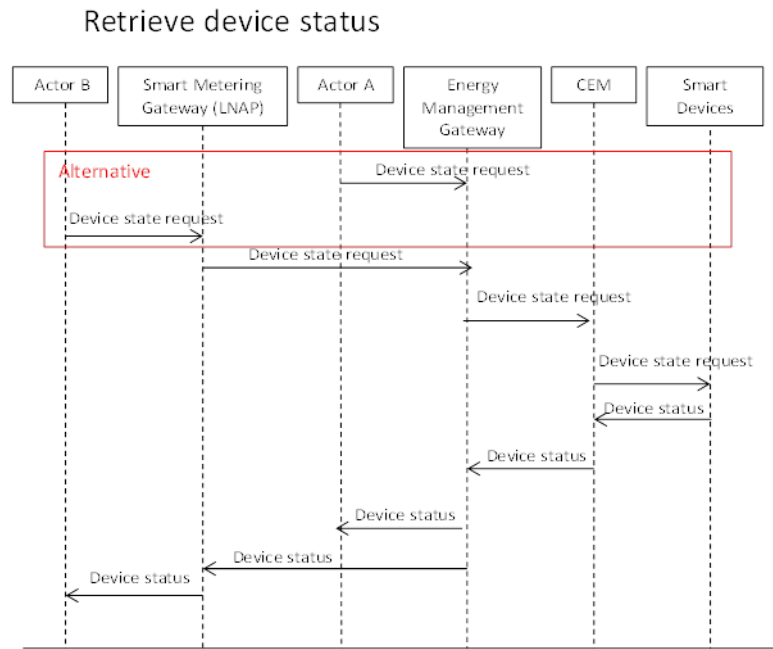 Retrieve device status
Actor B
Smart Metering
Gateway (LNAP)
Actor A
Energy
Management
Gateway
CEM
Smart
Devices
Alternative
Device state request
Device state request
Device state request
Device state request
Device state request
Device status
Device status
Device status
Device status
Device status